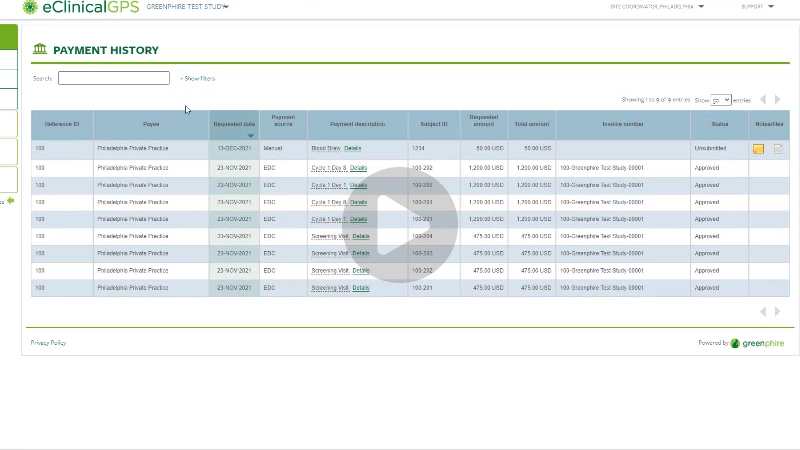 eClinicalGPS GREENPHIRE TEST STUDY SITE COORDINATOR, PHILADELPHIA SUPPORT
PAYMENT HISTORY
Search: + Show filters
Showing 1 to 9 of 9 entries Show 50 entries
Reference ID Payee Requested date Payment source Payment description Subject ID Requested amount Total amount Invoice number Status Notes/files
100 Philadelphia Private Practice 13-DEC-2021 Manual Blood Draw Details 1234 50.00 USD 50.00 USD Unsubmitted
100 Philadelphia Private Practice 23-NOV-2021 EDC Cycle 1 Day 8 Details 100-202 1,200.00 USD 1,200.00 USD 100-Greenphire Test Study-00001 Approved
100 Philadelphia Private Practice 23-NOV-2021 EDC Cycle 1 Day 1 Details 100-202 1,200.00 USD 1,200.00 USD 100-Greenphire Test Study-00001 Approved
100 Philadelphia Private Practice 23-NOV-2021 EDC Cycle 1 Day 8 Details 100-201 1,200.00 USD 1,200.00 USD 100-Greenphire Test Study-00001 Approved
100 Philadelphia Private Practice 23-NOV-2021 EDC Cycle 1 Day 1 Details 100-201 1,200.00 USD 1,200.00 USD 100-Greenphire Test Study-00001 Approved
100 Philadelphia Private Practice 23-NOV-2021 EDC Screening Visit Details 100-204 475.00 USD 475.00 USD 100-Greenphire Test Study-00001 Approved
100 Philadelphia Private Practice 23-NOV-2021 EDC Screening Visit Details 100-203 475.00 USD 475.00 USD 100-Greenphire Test Study-00001 Approved
100 Philadelphia Private Practice 23-NOV-2021 EDC Screening Visit Details 100-202 475.00 USD 475.00 USD 100-Greenphire Test Study-00001 Approved
100 Philadelphia Private Practice 23-NOV-2021 EDC Screening Visit Details 100-201 475.00 USD 475.00 USD 100-Greenphire Test Study-00001 Approved
Privacy Policy Powered by greenphire